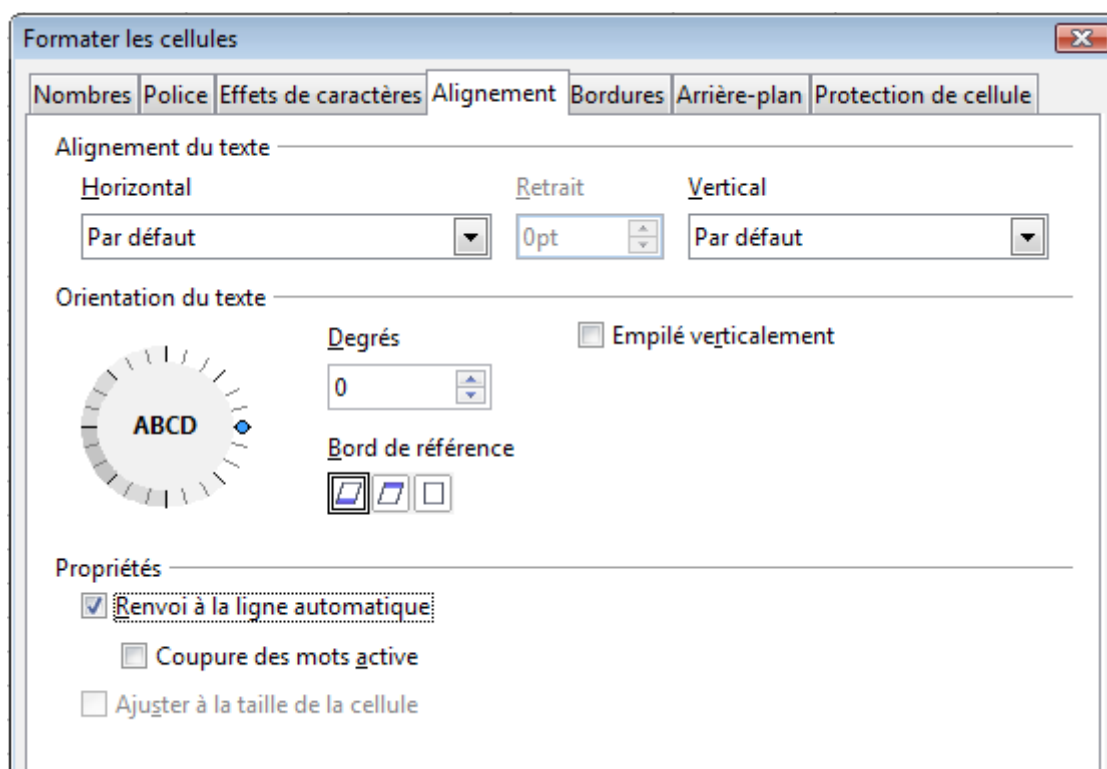 Formater les cellules
Nombres Police Effets de caractères Alignement Bordures Arrière-plan Protection de cellule
Alignement du texte
Horizontal Retrait Vertical
Par défaut 0pt Par défaut
Orientation du texte
Degrés Empilé verticalement
0
ABCD
Bord de référence
Propriétés
Renvoi à la ligne automatique
Coupure des mots active
Ajuster à la taille de la cellule